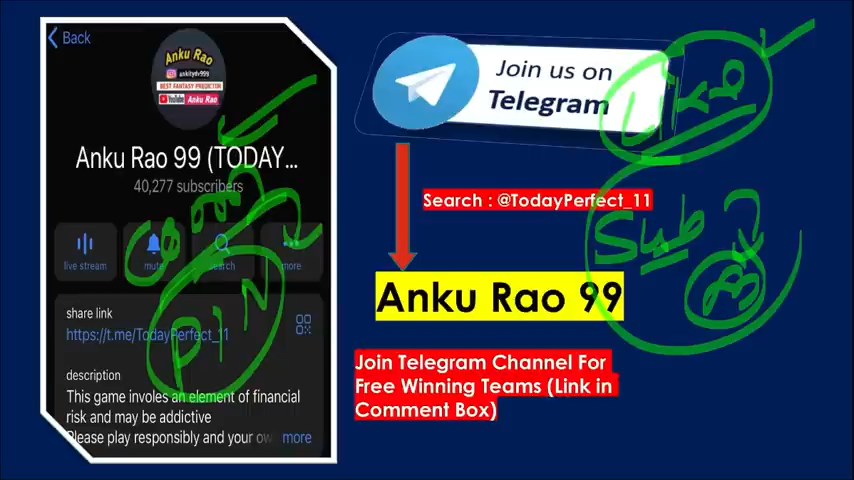 Back
Anku Rao
ankitydv999
BEST FANTASY PREDICTOR
YouTube Anku Rao
Anku Rao 99 (TODAY...
40,277 subscribers
live stream
mute
search
more
share link
https://t.me/TodayPerfect_11
description
This game involes an element of financial
risk and may be addictive
Please play responsibly and your ow
more
PIN
Join us on
Telegram
Search : @TodayPerfect_11
Anku Rao 99
Join Telegram Channel For
Free Winning Teams (Link in
Comment Box)